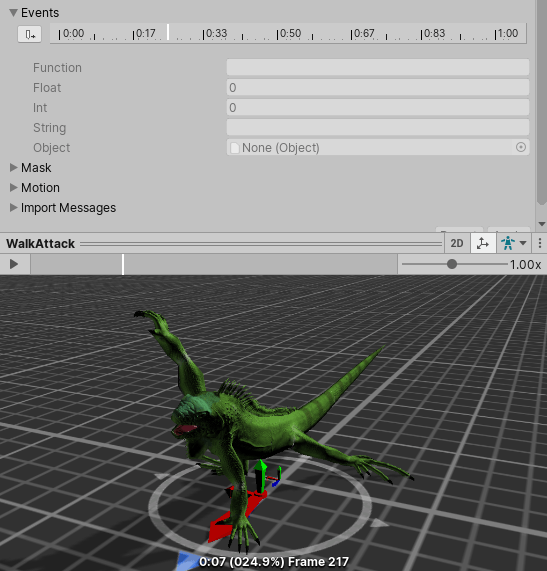 Events
0:00 0:17 0:33 0:50 0:67 0:83 1:00
Function
Float 0
Int 0
String
Object None (Object)
Mask
Motion
Import Messages
WalkAttack 2D
1.00x
0:07 (024.9%) Frame 217